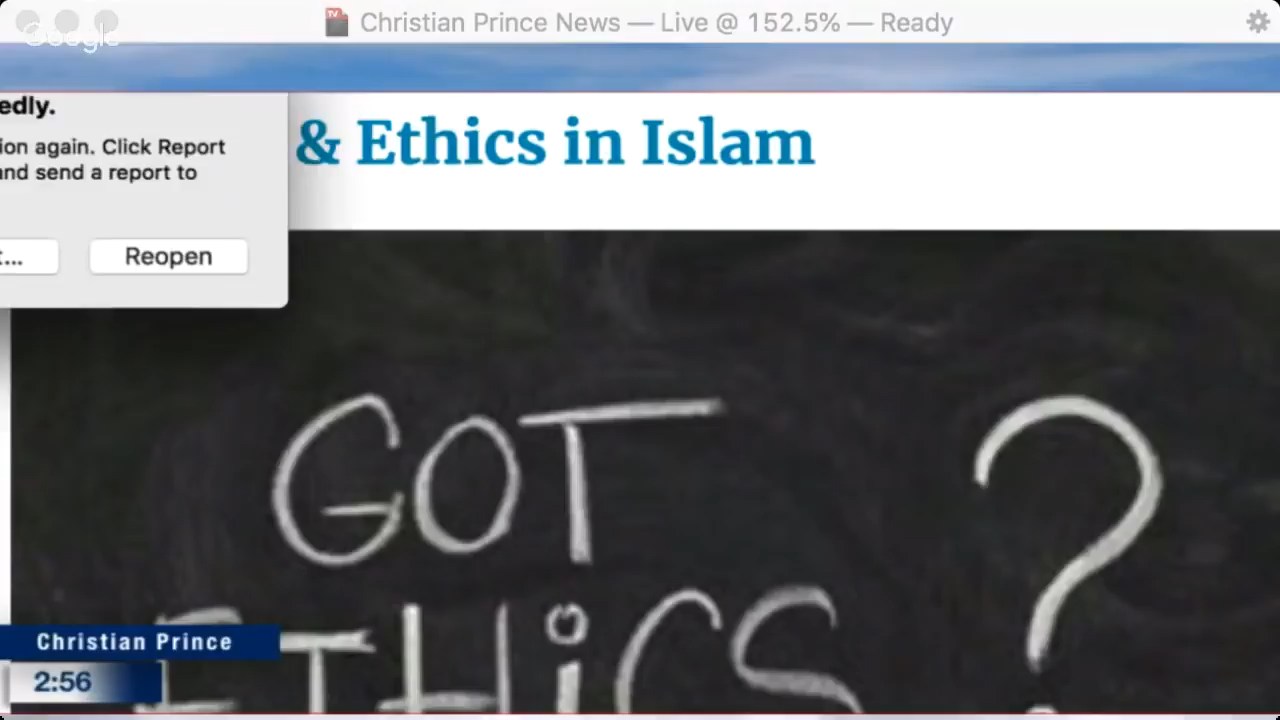 Christian Prince News — Live @ 152.5% — Ready
Google
edly.
ion again. Click Report
and send a report to
t... Reopen
& Ethics in Islam
GOT ?
ETHiCS
Christian Prince
2:56